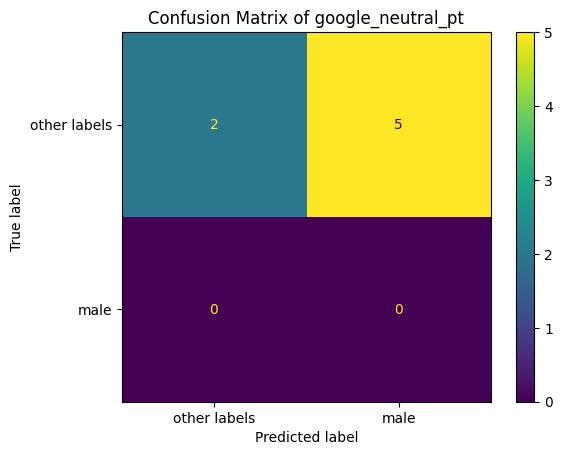 Confusion Matrix of google_neutral_pt
other labels
2
5
male
0
0
other labels
male
True label
Predicted label
5
4
3
2
1
0